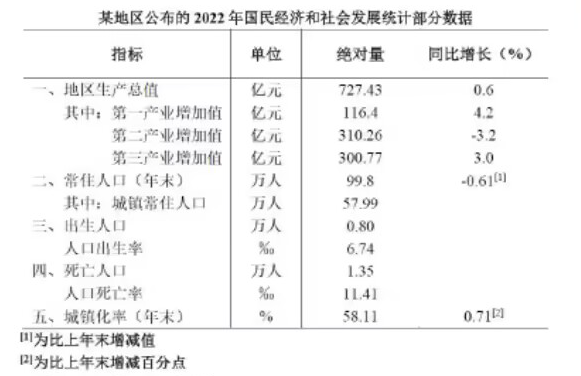 某地区公布的2022年国民经济和社会发展统计部分数据
指标 单位 绝对量 同比增长（%）
一、地区生产总值 亿元 727.43 0.6
其中：第一产业增加值 亿元 116.4 4.2
第二产业增加值 亿元 310.26 -3.2
第三产业增加值 亿元 300.77 3.0
二、常住人口（年末） 万人 99.8 -0.61[1]
其中：城镇常住人口 万人 57.99
三、出生人口 万人 0.80
人口出生率 ‰ 6.74
四、死亡人口 万人 1.35
人口死亡率 ‰ 11.41
五、城镇化率（年末） % 58.11 0.71[2]
[1]为比上年末增减值
[2]为比上年末增减百分点